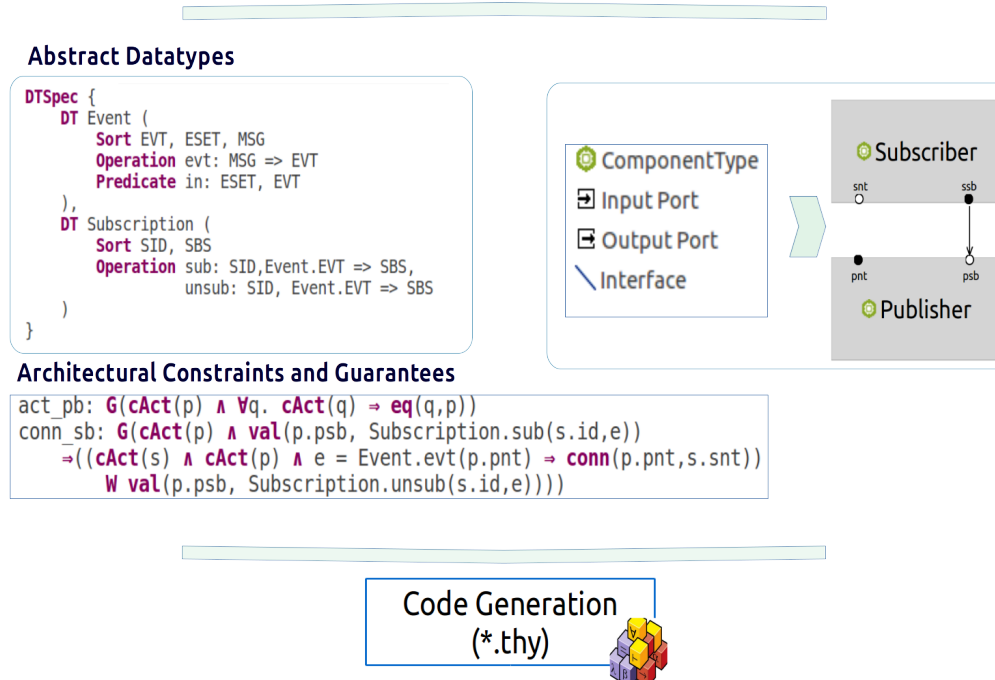 Abstract Datatypes
DTSpec {
DT Event (
Sort EVT, ESET, MSG
Operation evt: MSG => EVT
Predicate in: ESET, EVT
),
DT Subscription (
Sort SID, SBS
Operation sub: SID,Event.EVT => SBS,
unsub: SID, Event.EVT => SBS
)
}
ComponentType
Input Port
Output Port
Interface
Subscriber
snt
ssb
pnt
psb
Publisher
Architectural Constraints and Guarantees
act_pb: G(cAct(p) ∧ ∀q. cAct(q) ⇒ eq(q,p))
conn_sb: G(cAct(p) ∧ val(p.psb, Subscription.sub(s.id,e))
⇒((cAct(s) ∧ cAct(p) ∧ e = Event.evt(p.pnt) ⇒ conn(p.pnt,s.snt))
W val(p.psb, Subscription.unsub(s.id,e))))
Code Generation
(*.thy)